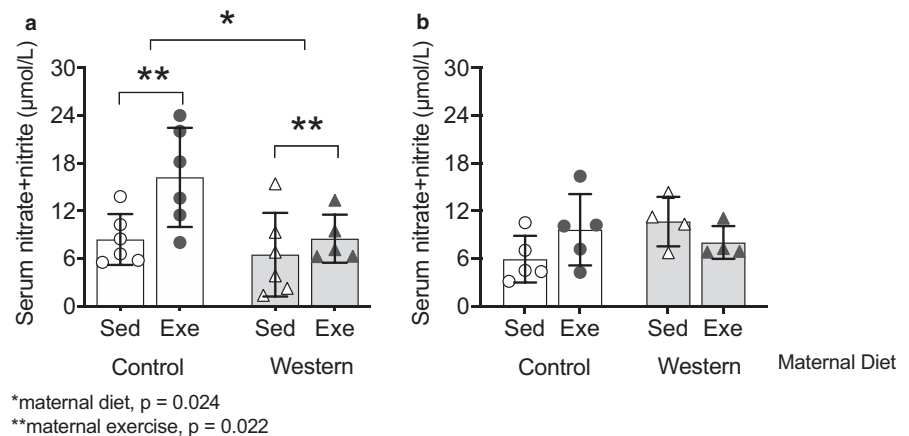 a
*
Serum nitrate+nitrite (µmol/L)
30
24
18
12
6
0
**
**
Sed Exe Sed Exe
Control Western
b
Serum nitrate+nitrite (µmol/L)
30
24
18
12
6
0
Sed Exe Sed Exe
Control Western Maternal Diet
*maternal diet, p = 0.024
**maternal exercise, p = 0.022